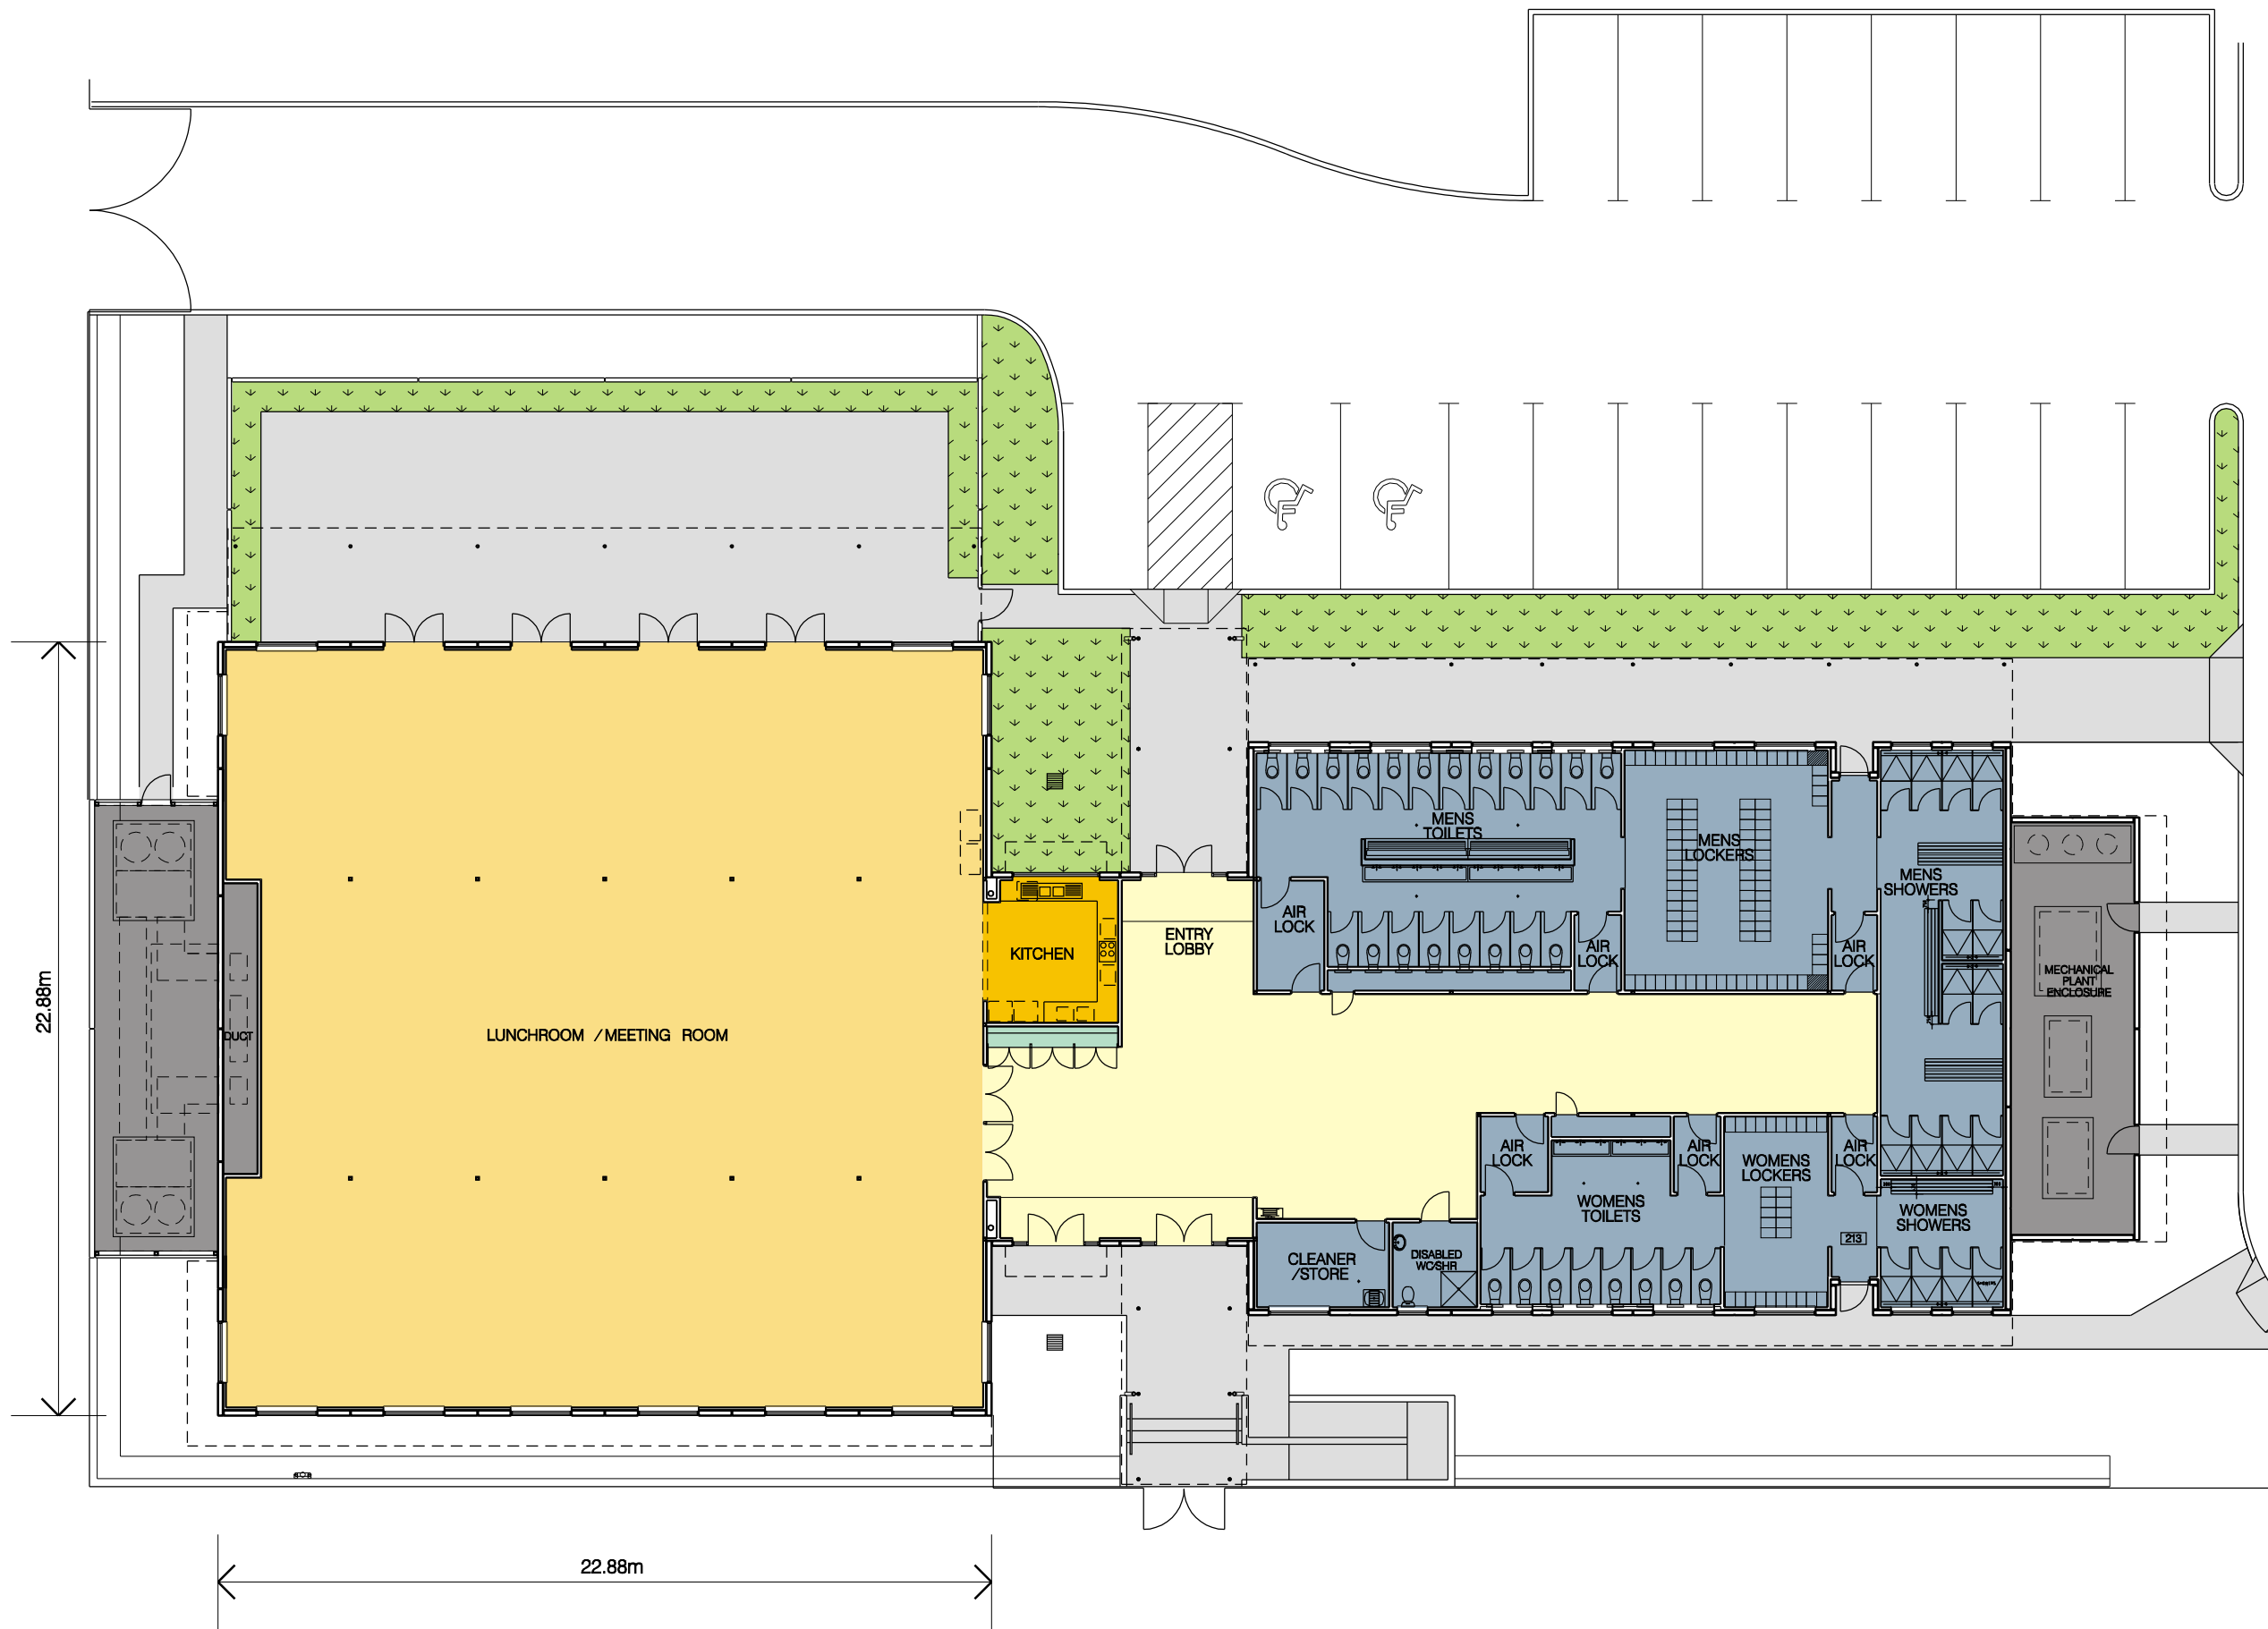 MENS
TOILETS
MENS
LOCKERS
MENS
SHOWERS
AIR
LOCK
ENTRY
LOBBY
AIR
LOCK
AIR
LOCK
KITCHEN
MECHANICAL
PLANT
ENCLOSURE
22.88m
DUCT
LUNCHROOM / MEETING ROOM
AIR
LOCK
AIR
LOCK
AIR
LOCK
WOMENS
LOCKERS
WOMENS
TOILETS
WOMENS
SHOWERS
213
CLEANER
/STORE
DISABLED
WC/SHR
22.88m